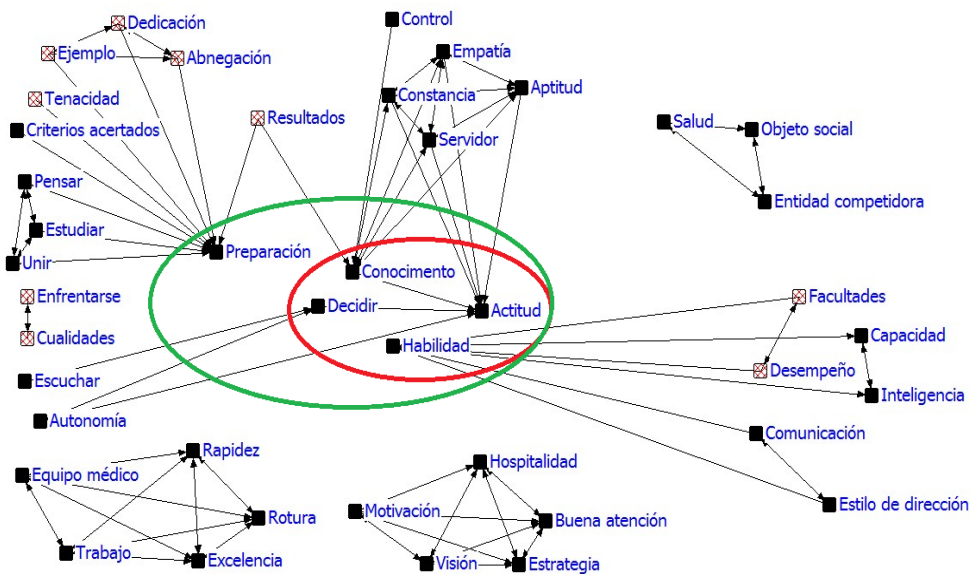 Dedicación
Control
Ejemplo
Abnegación
Empatía
Tenacidad
Constancia
Aptitud
Criterios acertados
Resultados
Servidor
Salud
Objeto social
Pensar
Entidad competidora
Estudiar
Preparación
Unir
Conocimento
Enfrentarse
Decidir
Actitud
Facultades
Cualidades
Habilidad
Capacidad
Escuchar
Desempeño
Inteligencia
Autonomía
Comunicación
Rapidez
Hospitalidad
Equipo médico
Estilo de dirección
Rotura
Motivación
Buena atención
Trabajo
Excelencia
Visión
Estrategia